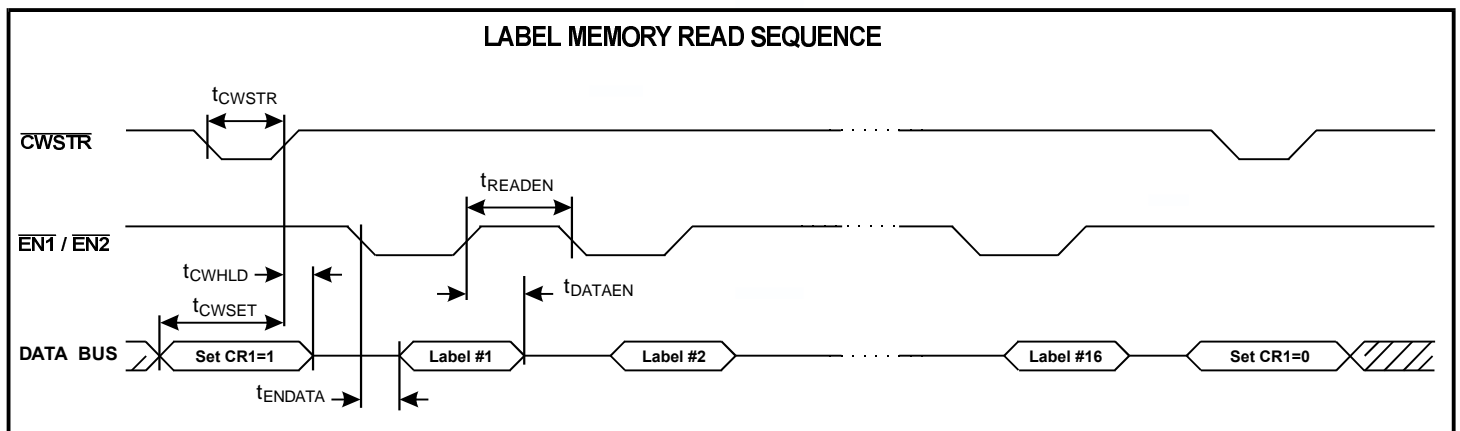 LABEL MEMORY READ SEQUENCE
tCWSTR
CWSTR
tREADEN
EN1 / EN2
tCWHLD
tDATAEN
tCWSET
DATA BUS Set CR1=1 Label #1 Label #2 Label #16 Set CR1=0
tENDATA